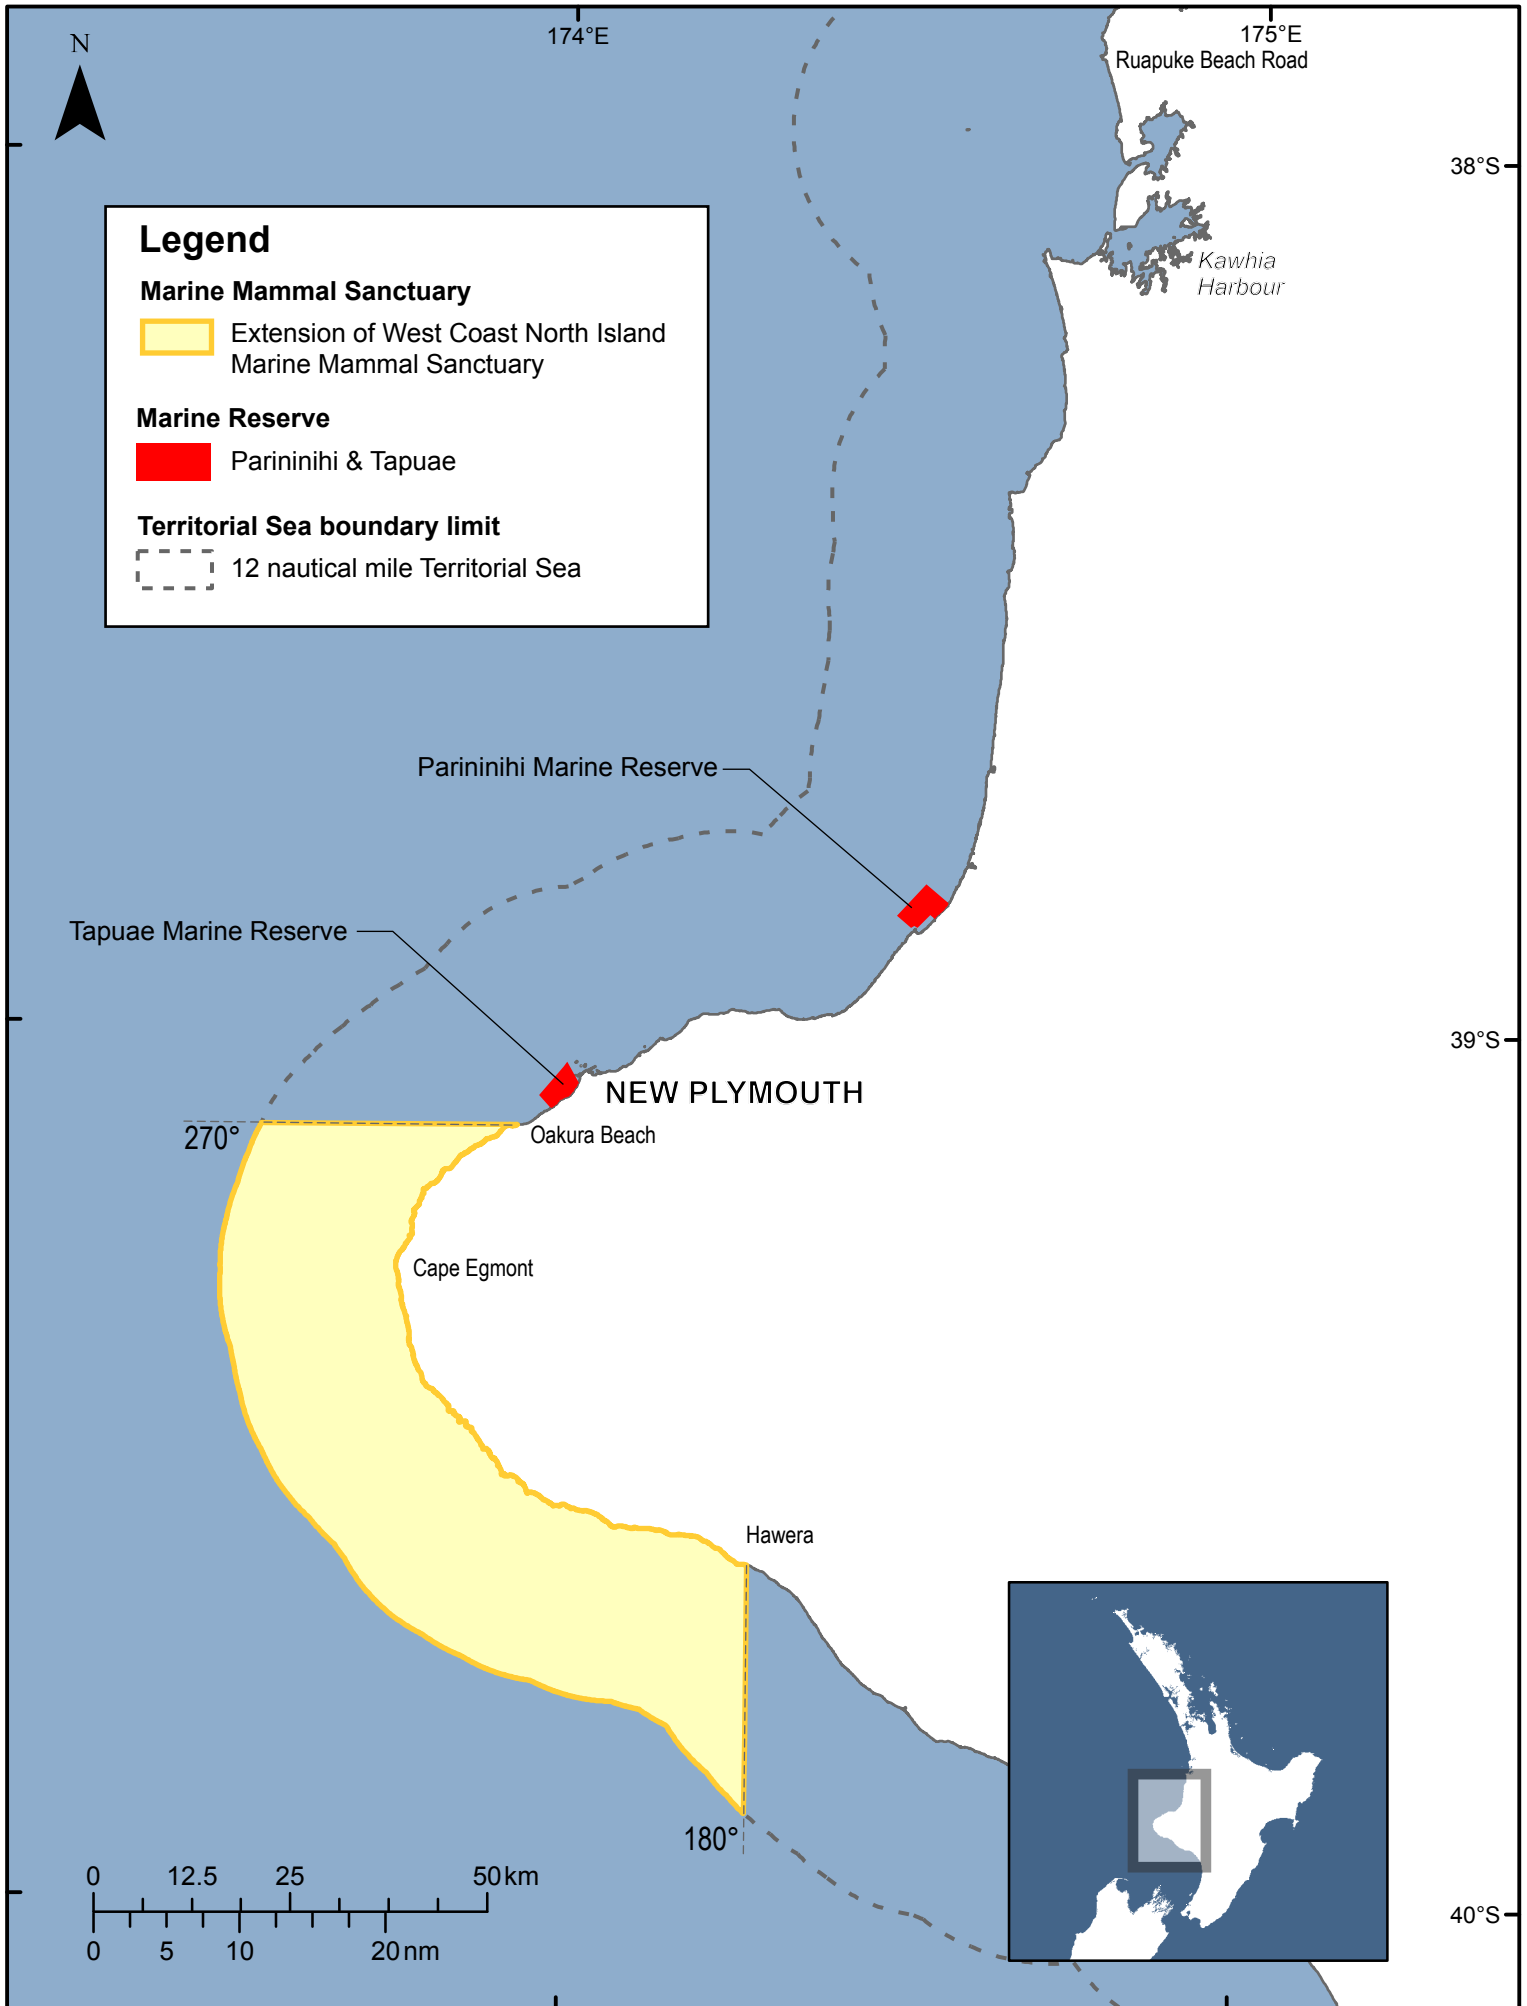 174°E
175°E
N
Ruapuke Beach Road
38°S
Legend
Marine Mammal Sanctuary
Extension of West Coast North Island
Marine Mammal Sanctuary
Marine Reserve
Parininihi & Tapuae
Territorial Sea boundary limit
12 nautical mile Territorial Sea
Kawhia
Harbour
Parininihi Marine Reserve
Tapuae Marine Reserve
39°S
NEW PLYMOUTH
270°
Oakura Beach
Cape Egmont
Hawera
180°
0 12.5 25 50 km
0 5 10 20 nm
40°S